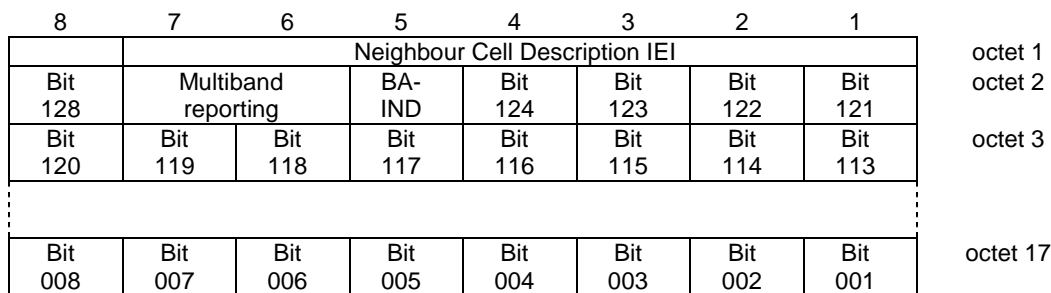 8 7 6 5 4 3 2 1
Neighbour Cell Description IEI octet 1
Bit Multiband BA- Bit Bit Bit Bit octet 2
128 reporting IND 124 123 122 121
Bit Bit Bit Bit Bit Bit Bit Bit octet 3
120 119 118 117 116 115 114 113
Bit Bit Bit Bit Bit Bit Bit Bit octet 17
008 007 006 005 004 003 002 001